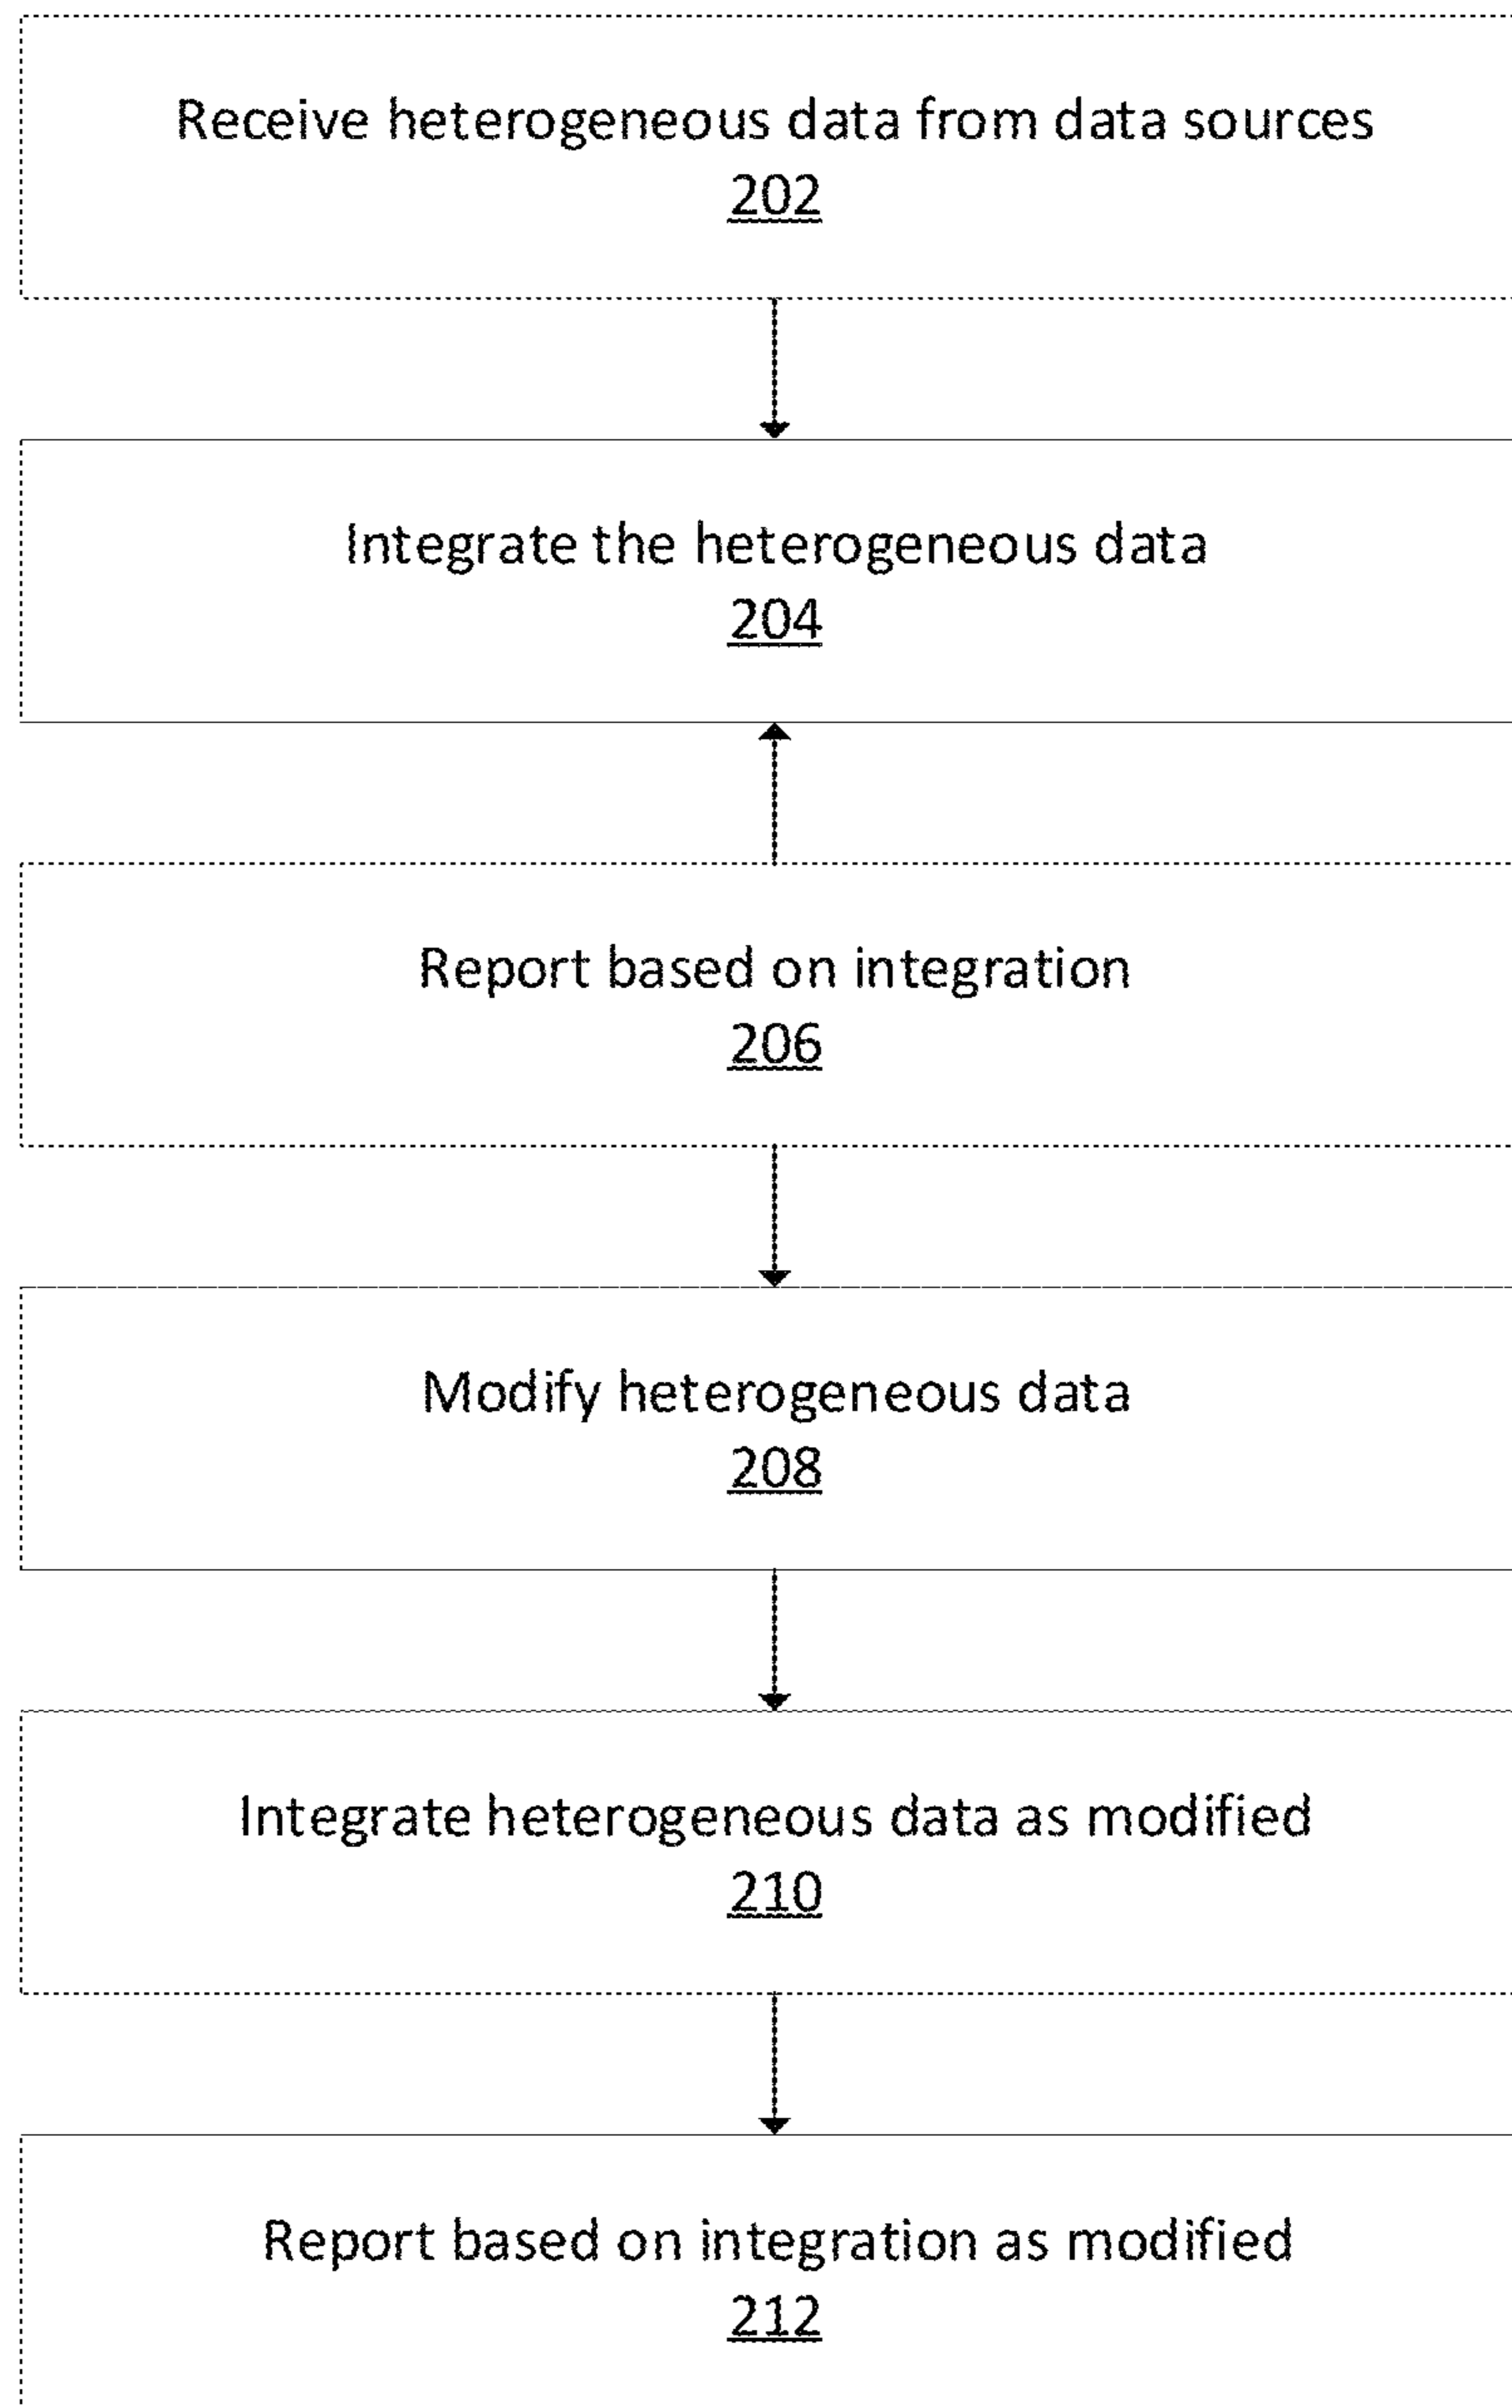 Receive heterogeneous data from data sources
202
Integrate the heterogeneous data
204
Report based on integration
206
Modify heterogeneous data
208
Integrate heterogeneous data as modified
210
Report based on integration as modified
212